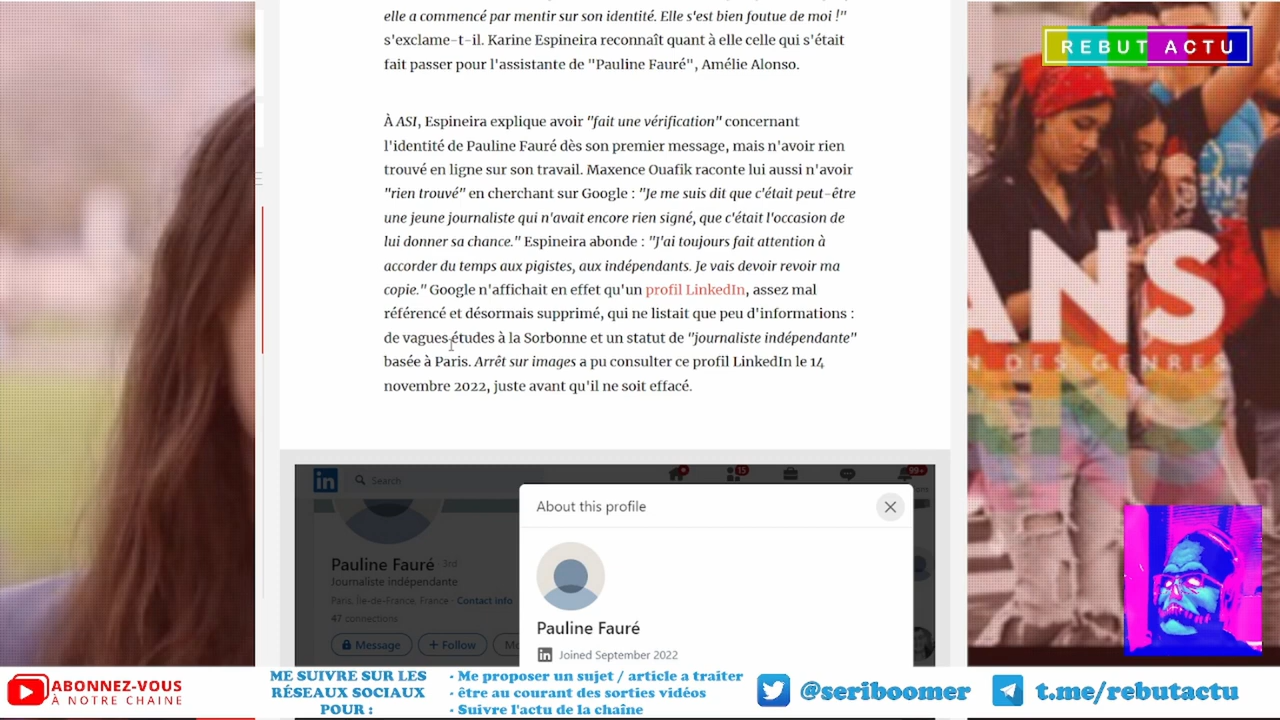 elle a commencé par mentir sur son identité. Elle s'est bien foutue de moi !"
s'exclame-t-il. Karine Espineira reconnaît quant à elle celle qui s'était
fait passer pour l'assistante de "Pauline Fauré", Amélie Alonso.
À ASI, Espineira explique avoir "fait une vérification" concernant
l'identité de Pauline Fauré dès son premier message, mais n'avoir rien
trouvé en ligne sur son travail. Maxence Ouafik raconte lui aussi n'avoir
"rien trouvé" en cherchant sur Google : "Je me suis dit que c'était peut-être
une jeune journaliste qui n'avait encore rien signé, que c'était l'occasion de
lui donner sa chance." Espineira abonde : "J'ai toujours fait attention à
accorder du temps aux pigistes, aux indépendants. Je vais devoir revoir ma
copie." Google n'affichait en effet qu'un profil LinkedIn, assez mal
référencé et désormais supprimé, qui ne listait que peu d'informations :
de vagues études à la Sorbonne et un statut de "journaliste indépendante"
basée à Paris. Arrêt sur images a pu consulter ce profil LinkedIn le 14
novembre 2022, juste avant qu'il ne soit effacé.
in
Search
15
99+
Pauline Fauré 3rd
Journaliste indépendante
Paris, Île-de-France, France · Contact info
47 connections
Message
+ Follow
About this profile
Pauline Fauré
in Joined September 2022
REBUT ACTU
END
ANS
N DES GENRES
ABONNEZ-VOUS
À NOTRE CHAINE
ME SUIVRE SUR LES
RÉSEAUX SOCIAUX
POUR :
- Me proposer un sujet / article a traiter
- être au courant des sorties vidéos
- Suivre l'actu de la chaîne
@seriboomer
t.me/rebutactu